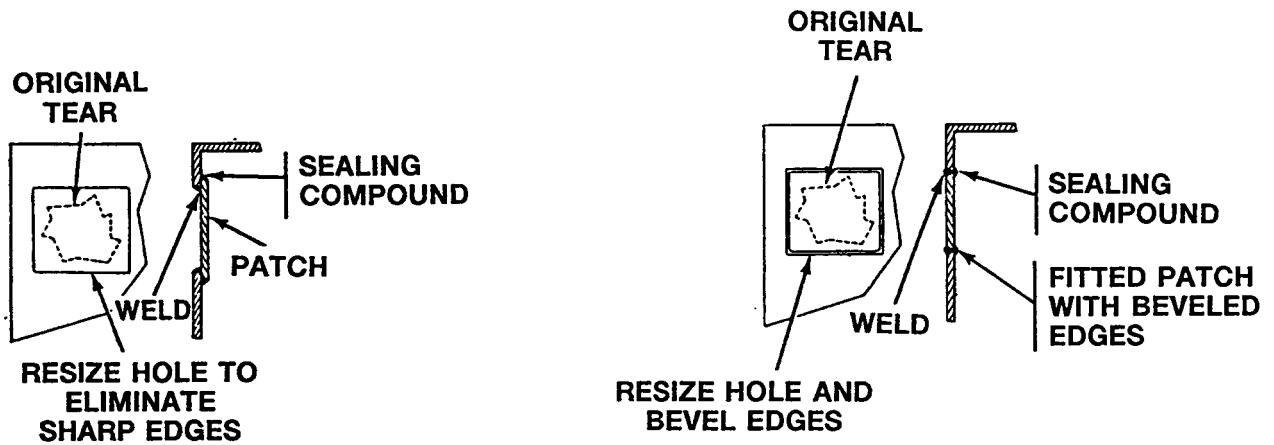 ORIGINAL
TEAR
SEALING
COMPOUND
PATCH
WELD
RESIZE HOLE TO
ELIMINATE
SHARP EDGES
ORIGINAL
TEAR
SEALING
COMPOUND
FITTED PATCH
WITH BEVELED
EDGES
WELD
RESIZE HOLE AND
BEVEL EDGES